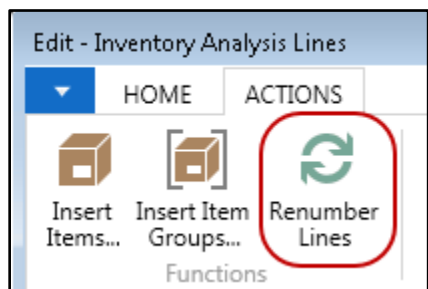 Edit - Inventory Analysis Lines
HOME ACTIONS
Insert Items...
Insert Item Groups...
Renumber Lines
Functions